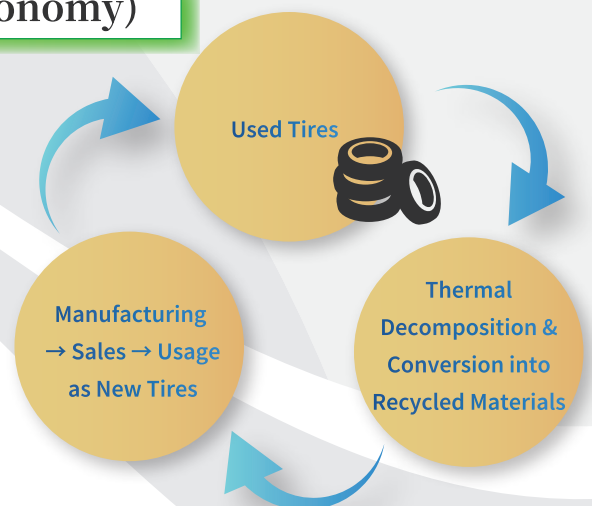 onomy)
Used Tires
Thermal
Decomposition &
Conversion into
Recycled Materials
Manufacturing
→ Sales → Usage
as New Tires